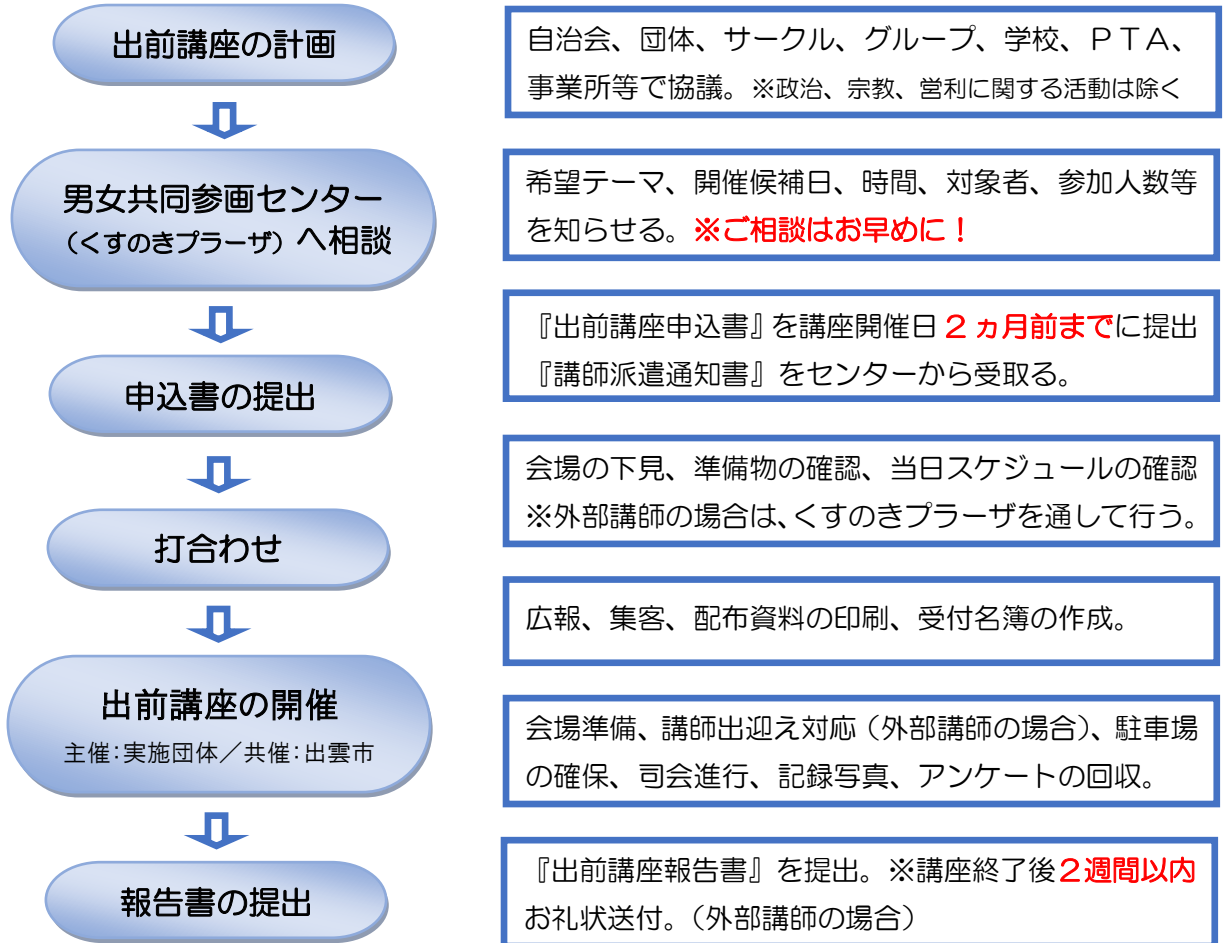 出前講座の計画
自治会、団体、サークル、グループ、学校、ＰＴＡ、
事業所等で協議。※政治、宗教、営利に関する活動は除く
男女共同参画センター
（くすのきプラーザ）へ相談
希望テーマ、開催候補日、時間、対象者、参加人数等
を知らせる。※ご相談はお早めに！
申込書の提出
『出前講座申込書』を講座開催日２ヵ月前までに提出
『講師派遣通知書』をセンターから受取る。
打合わせ
会場の下見、準備物の確認、当日スケジュールの確認
※外部講師の場合は、くすのきプラーザを通して行う。
広報、集客、配布資料の印刷、受付名簿の作成。
出前講座の開催
主催：実施団体／共催：出雲市
会場準備、講師出迎え対応（外部講師の場合）、駐車場
の確保、司会進行、記録写真、アンケートの回収。
報告書の提出
『出前講座報告書』を提出。※講座終了後２週間以内
お礼状送付。（外部講師の場合）